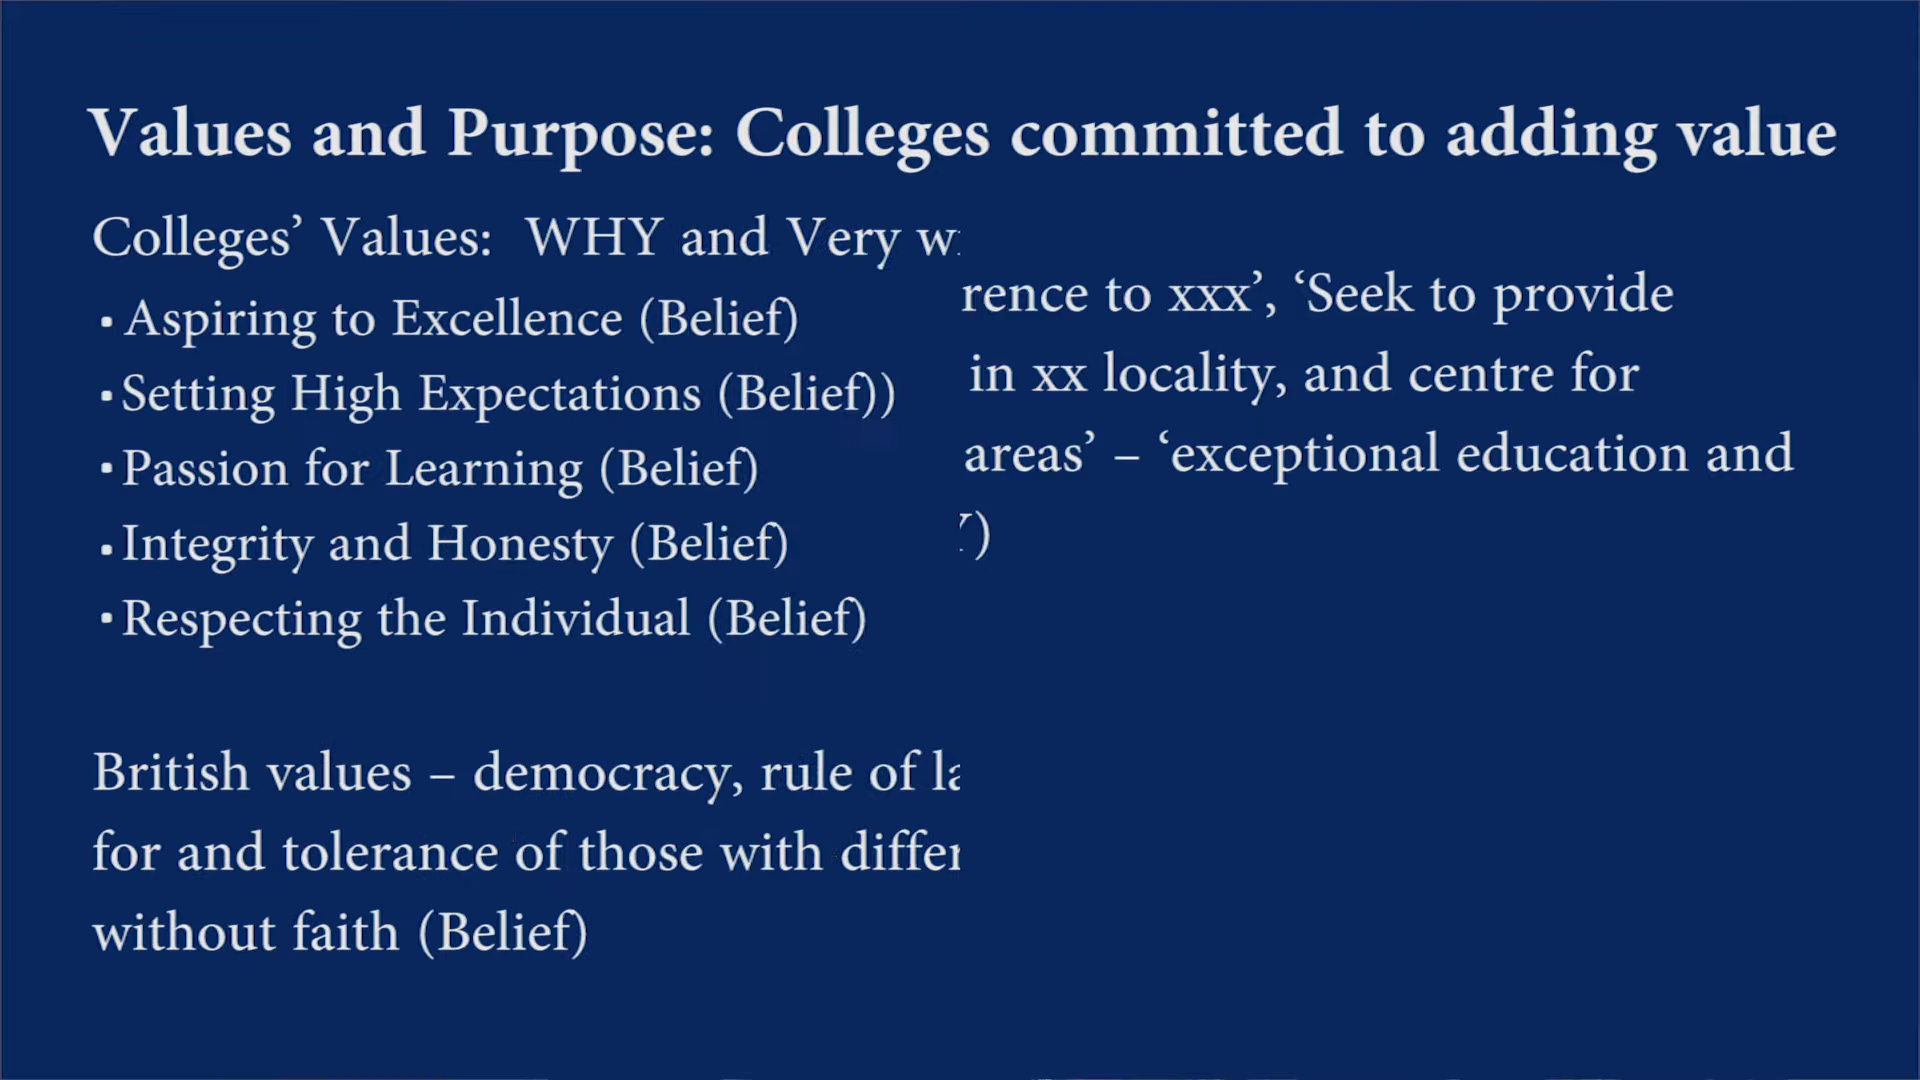 Values and Purpose: Colleges committed to adding value
Colleges’ Values: WHY and Very
• Aspiring to Excellence (Belief)
• Setting High Expectations (Belief))
• Passion for Learning (Belief)
• Integrity and Honesty (Belief)
• Respecting the Individual (Belief)
British values – democracy, rule of
for and tolerance of those with
without faith (Belief)
rence to xxx’, ‘Seek to provide
in xx locality, and centre for
areas’ – ‘exceptional education and
)